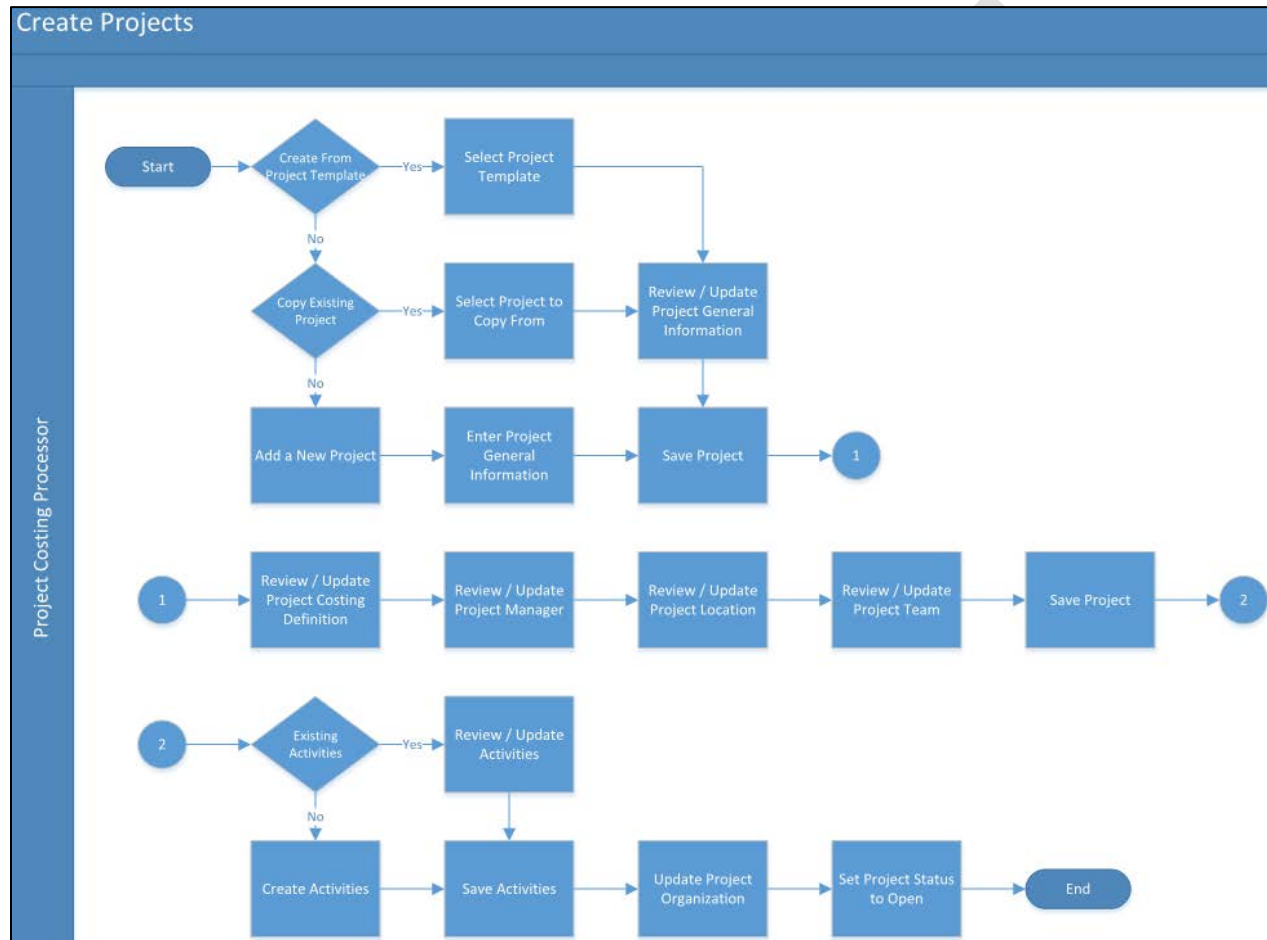 Create Projects
Project Costing Processor
Start
Create From
Project Template
Yes
Select Project
Template
No
Copy Existing
Project
Yes
Select Project to
Copy From
Review / Update
Project General
Information
No
Add a New Project
Enter Project
General
Information
Save Project
1
1
Review / Update
Project Costing
Definition
Review / Update
Project Manager
Review / Update
Project Location
Review / Update
Project Team
Save Project
2
2
Existing
Activities
Yes
Review / Update
Activities
No
Create Activities
Save Activities
Update Project
Organization
Set Project Status
to Open
End